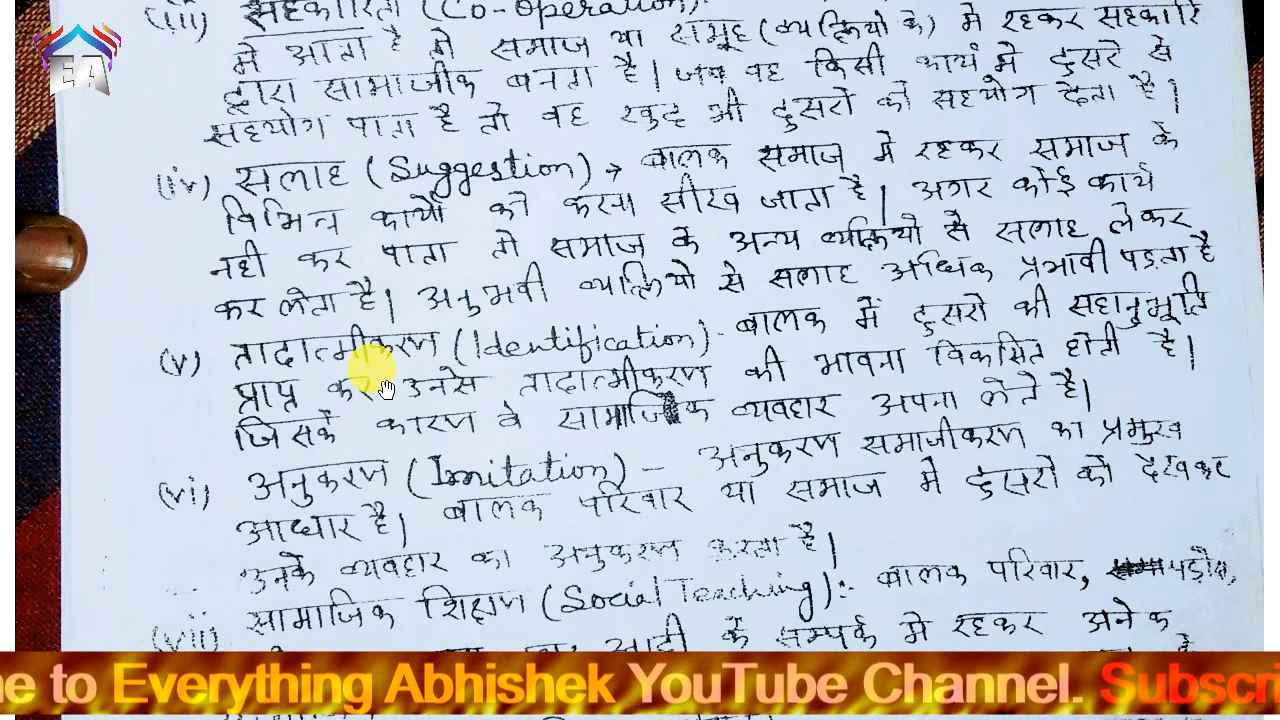 (iii) सहकारिता (Co-operation)
में आता है तो समाज या समूह (व्यक्तियो के) में रहकर सहकारि
द्वारा सामाजीक बनता है। जब वह किसी कार्य में दुसरे से
सहयोग पाता है तो वह खुद भी दुसरो को सहयोग देता है।
(iv) सलाह (Suggestion) → बालक समाज में रहकर समाज के
विभिन्न कार्यो को करना सीख जाता है। अगर कोई कार्य
नही कर पाता तो समाज के अन्य व्यक्तियो से सलाह लेकर
कर लेता है। अनुभवी व्यक्तियो से सलाह अधिक प्रभावी पड़ता है
(v) तादात्मीकरण (Identification)- बालक में दुसरो की सहानुभूति
प्राप्त कर उनसे तादात्मीकरण की भावना विकसित होती है।
जिसके कारण वे सामाजिक व्यवहार अपना लेते है।
(vi) अनुकरण (Imitation) – अनुकरण समाजीकरण का प्रमुख
आधार है। बालक परिवार या समाज में दुसरो को देखकर
उनके व्यवहार का अनुकरण करता है।
(vii) सामाजिक शिक्षण (Social Teaching):- बालक परिवार, पड़ोस,
आदी के सम्पर्क में रहकर अनेक
EA
me to Everything Abhishek YouTube Channel. Subscri